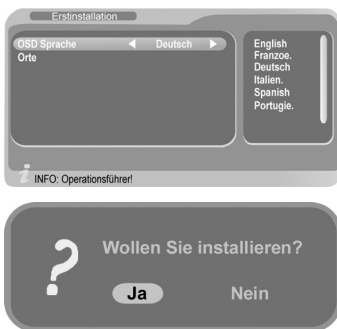 Erstinstallation
OSD Sprache Deutsch
Orte
English
Franzoe.
Deutsch
Italien.
Spanish
Portugie.
i INFO: Operationsführer!
? Wollen Sie installieren?
Ja Nein